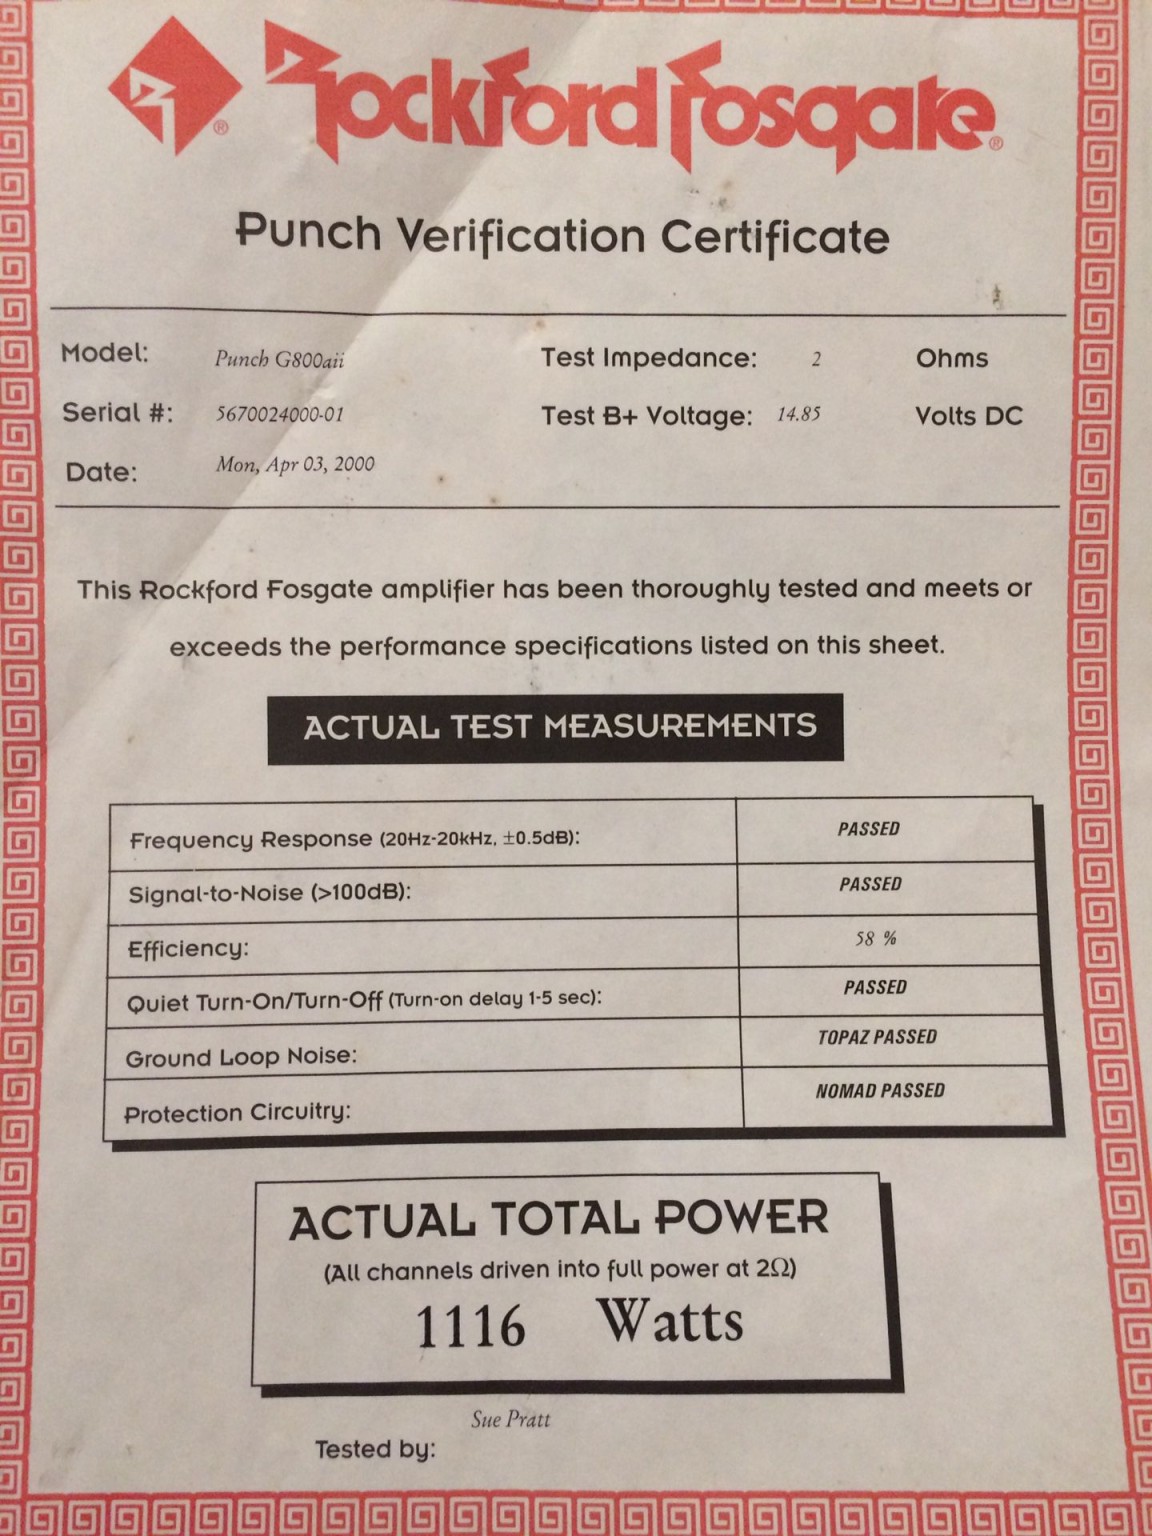 Rockford Fosgate®
®
Punch Verification Certificate
Model: Punch G800aii Test Impedance: 2 Ohms
Serial #: 5670024000-01 Test B+ Voltage: 14.85 Volts DC
Date: Mon, Apr 03, 2000
This Rockford Fosgate amplifier has been thoroughly tested and meets or
exceeds the performance specifications listed on this sheet.
ACTUAL TEST MEASUREMENTS
Frequency Response (20Hz-20kHz, ±0.5dB): PASSED
Signal-to-Noise (>100dB): PASSED
Efficiency: 58 %
Quiet Turn-On/Turn-Off (Turn-on delay 1-5 sec): PASSED
Ground Loop Noise: TOPAZ PASSED
Protection Circuitry: NOMAD PASSED
ACTUAL TOTAL POWER
(All channels driven into full power at 2Ω)
1116 Watts
Sue Pratt
Tested by: